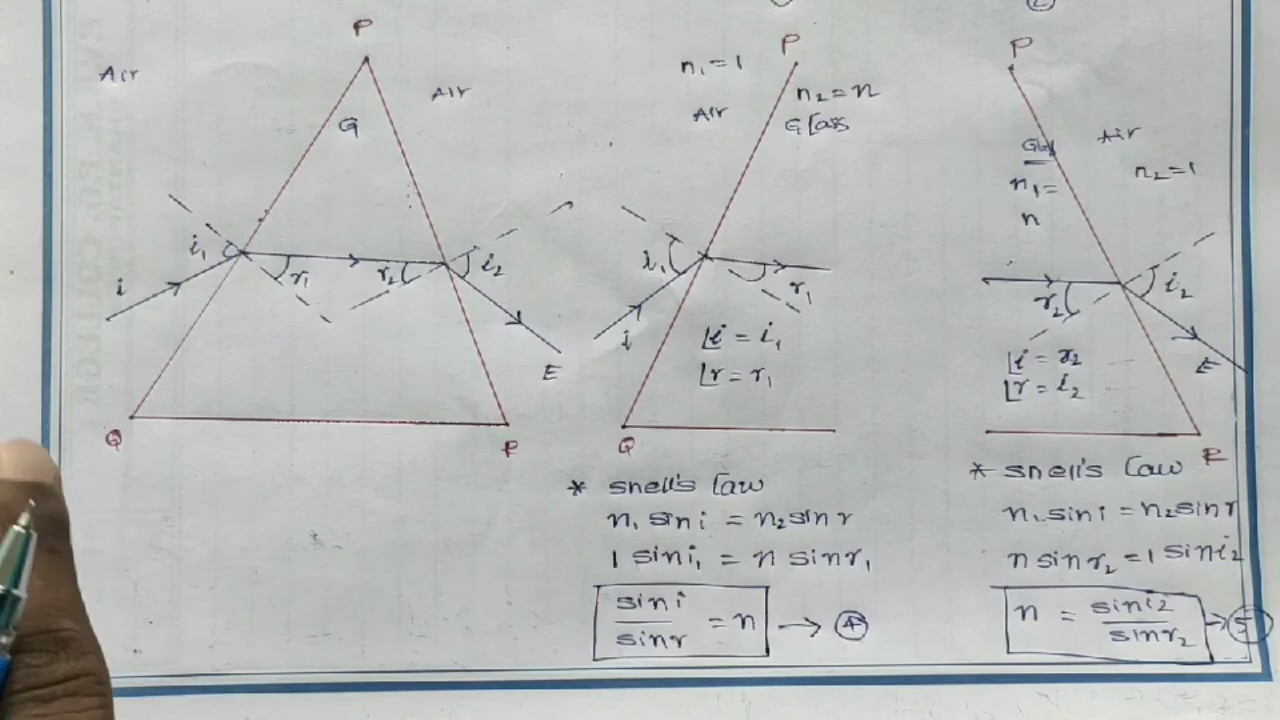 P
Air
Air
G
i₁
i
r₁
r₂
i₂
E
Q
R
n₁ = 1
P
n₂ = n
Air
Glass
i₁
i
r₁
∠i = i₁
∠r = r₁
Q
* snell's law
n₁ sin i = n₂ sin r
1 sin i₁ = n sin r₁
sin i / sin r = n → ④
②
P
Air
n₁ =
n
n₂ = 1
r₂
i₂
E
∠i = r₂
∠r = i₂
R
* snell's law
n₁ sin i = n₂ sin r
n sin r₂ = 1 sin i₂
n = sin i₂ / sin r₂ → ⑤
P.G. COLLEGE